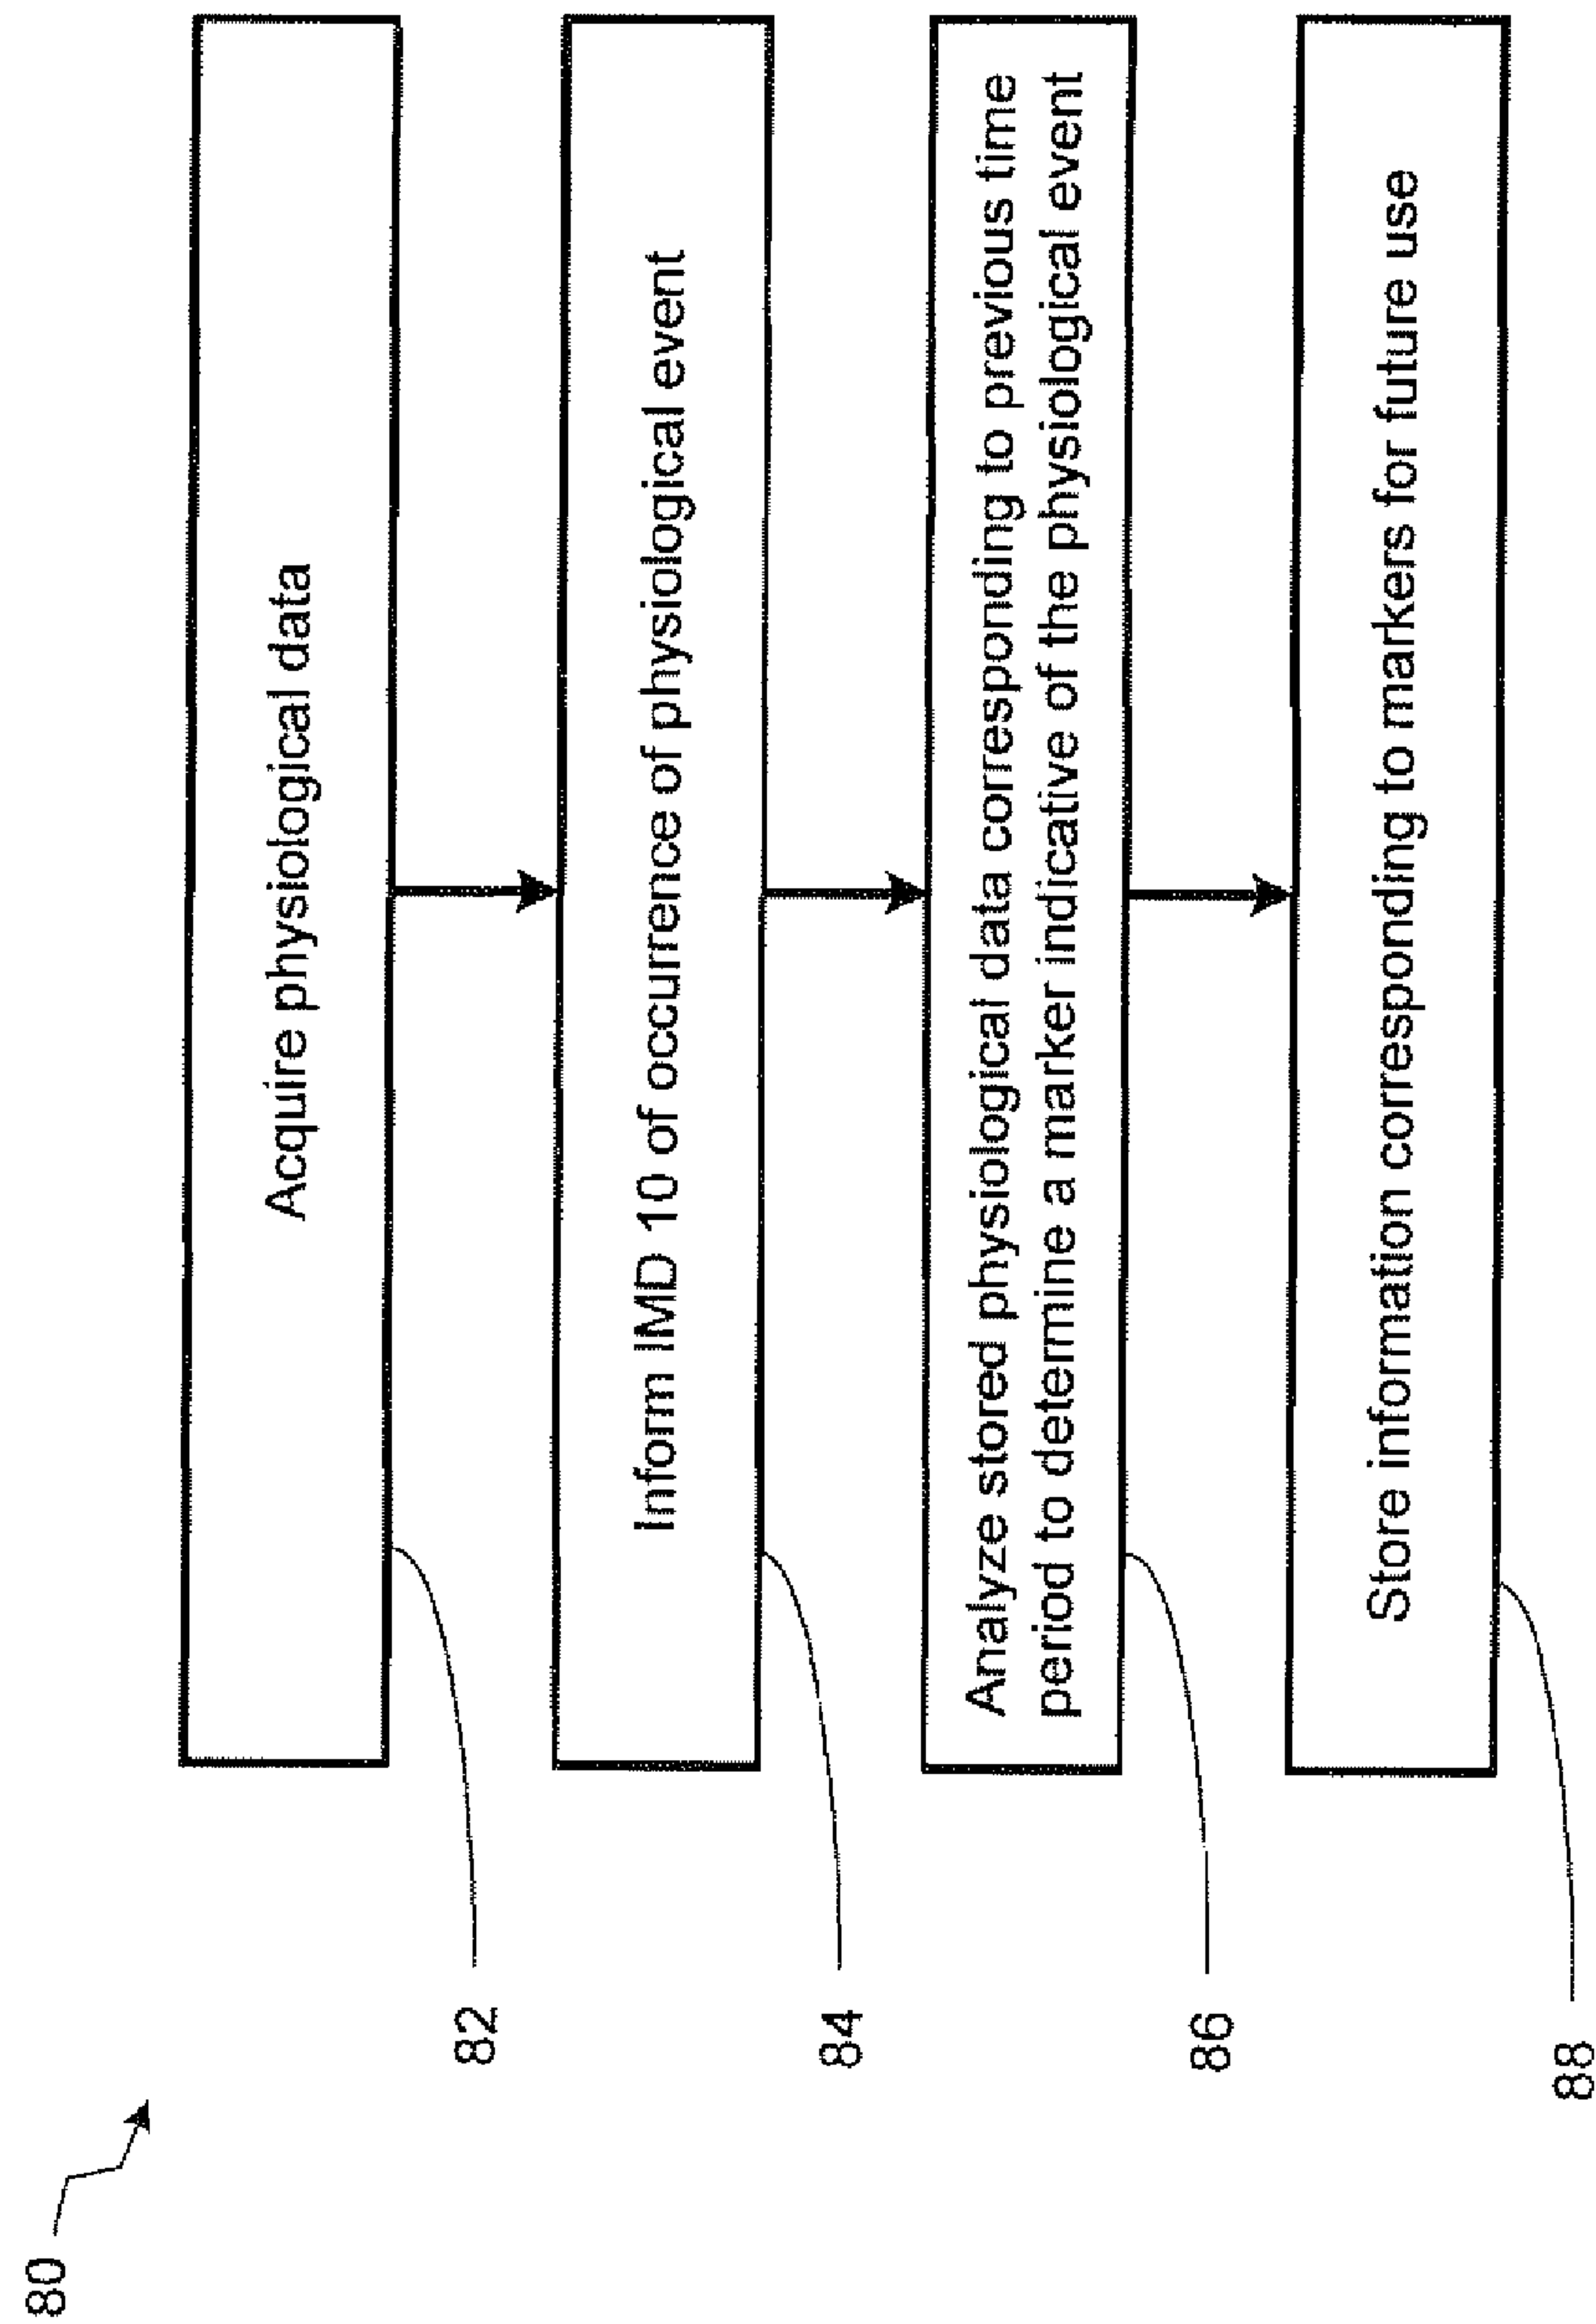 80
Acquire physiological data
82
Inform IMD 10 of occurrence of physiological event
84
Analyze stored physiological data corresponding to previous time
period to determine a marker indicative of the physiological event
86
Store information corresponding to markers for future use
88